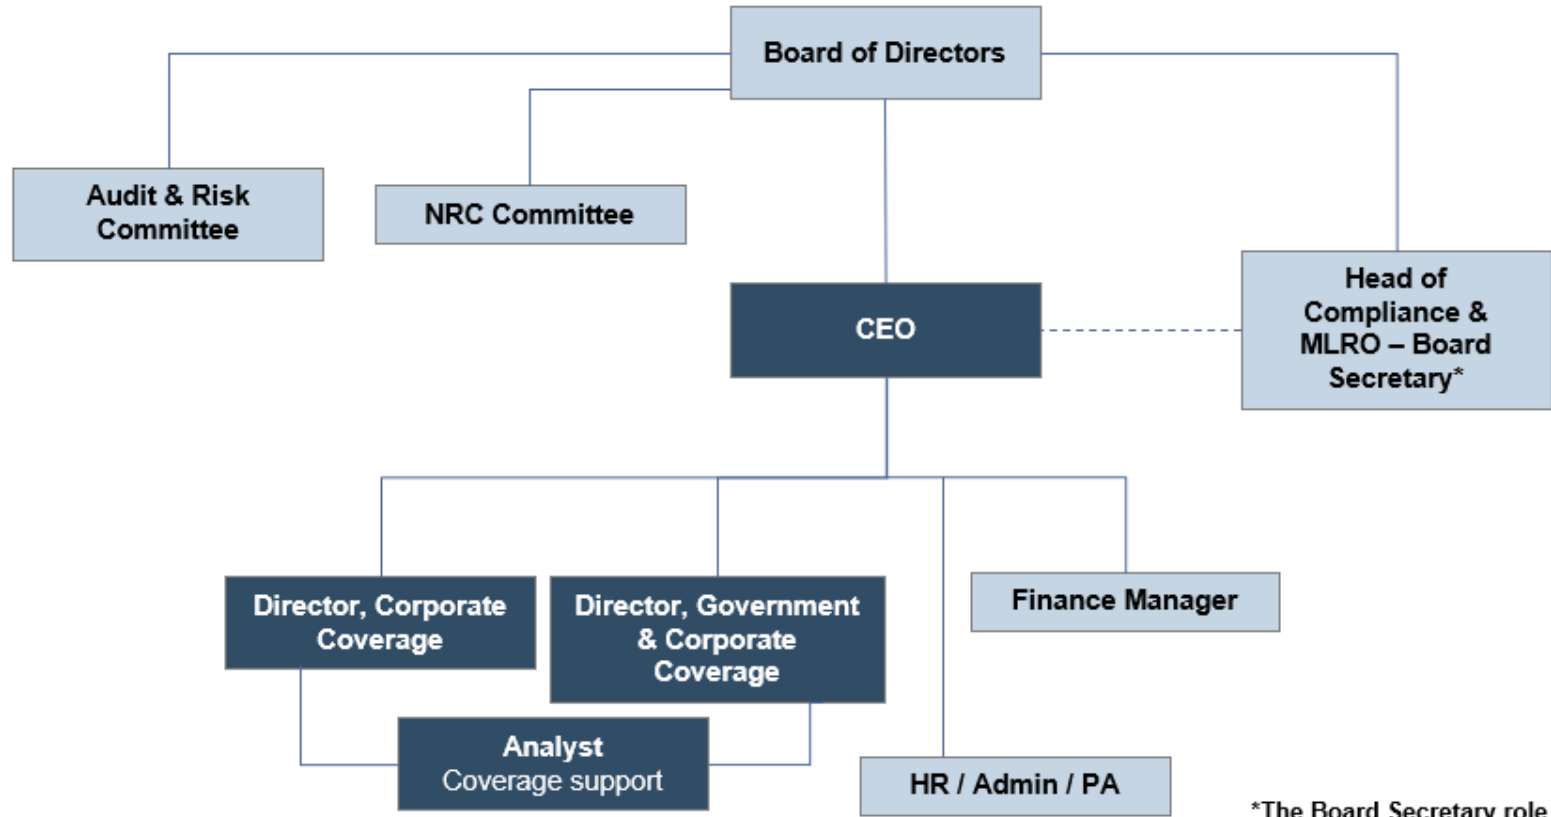 Board of Directors
Audit & Risk
Committee
NRC Committee
Head of
Compliance &
MLRO – Board
Secretary*
CEO
Director, Corporate
Coverage
Director, Government
& Corporate
Coverage
Finance Manager
Analyst
Coverage support
HR / Admin / PA
*The Board Secretary role